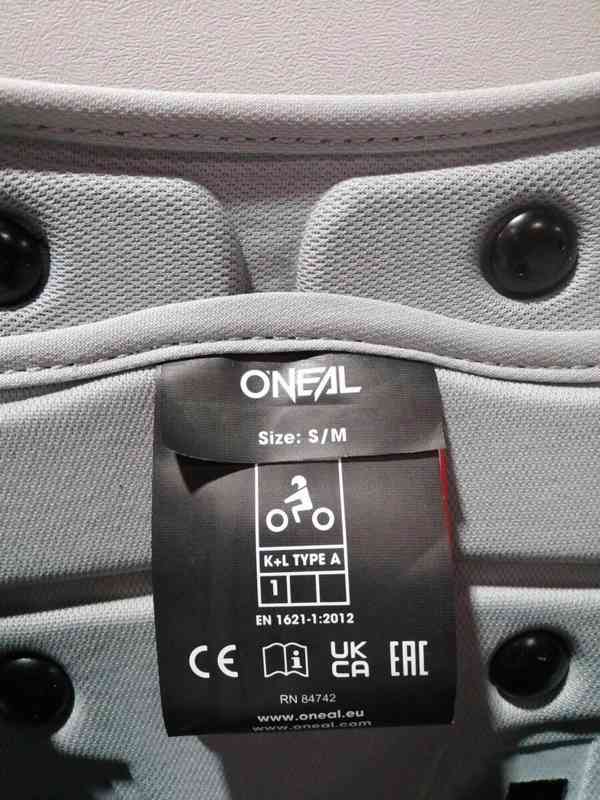 O'NEAL
Size: S/M
K+L TYPE A
1
EN 1621-1:2012
CE i UK CA EAC
RN 84742
www.oneal.eu
www.oneal.com